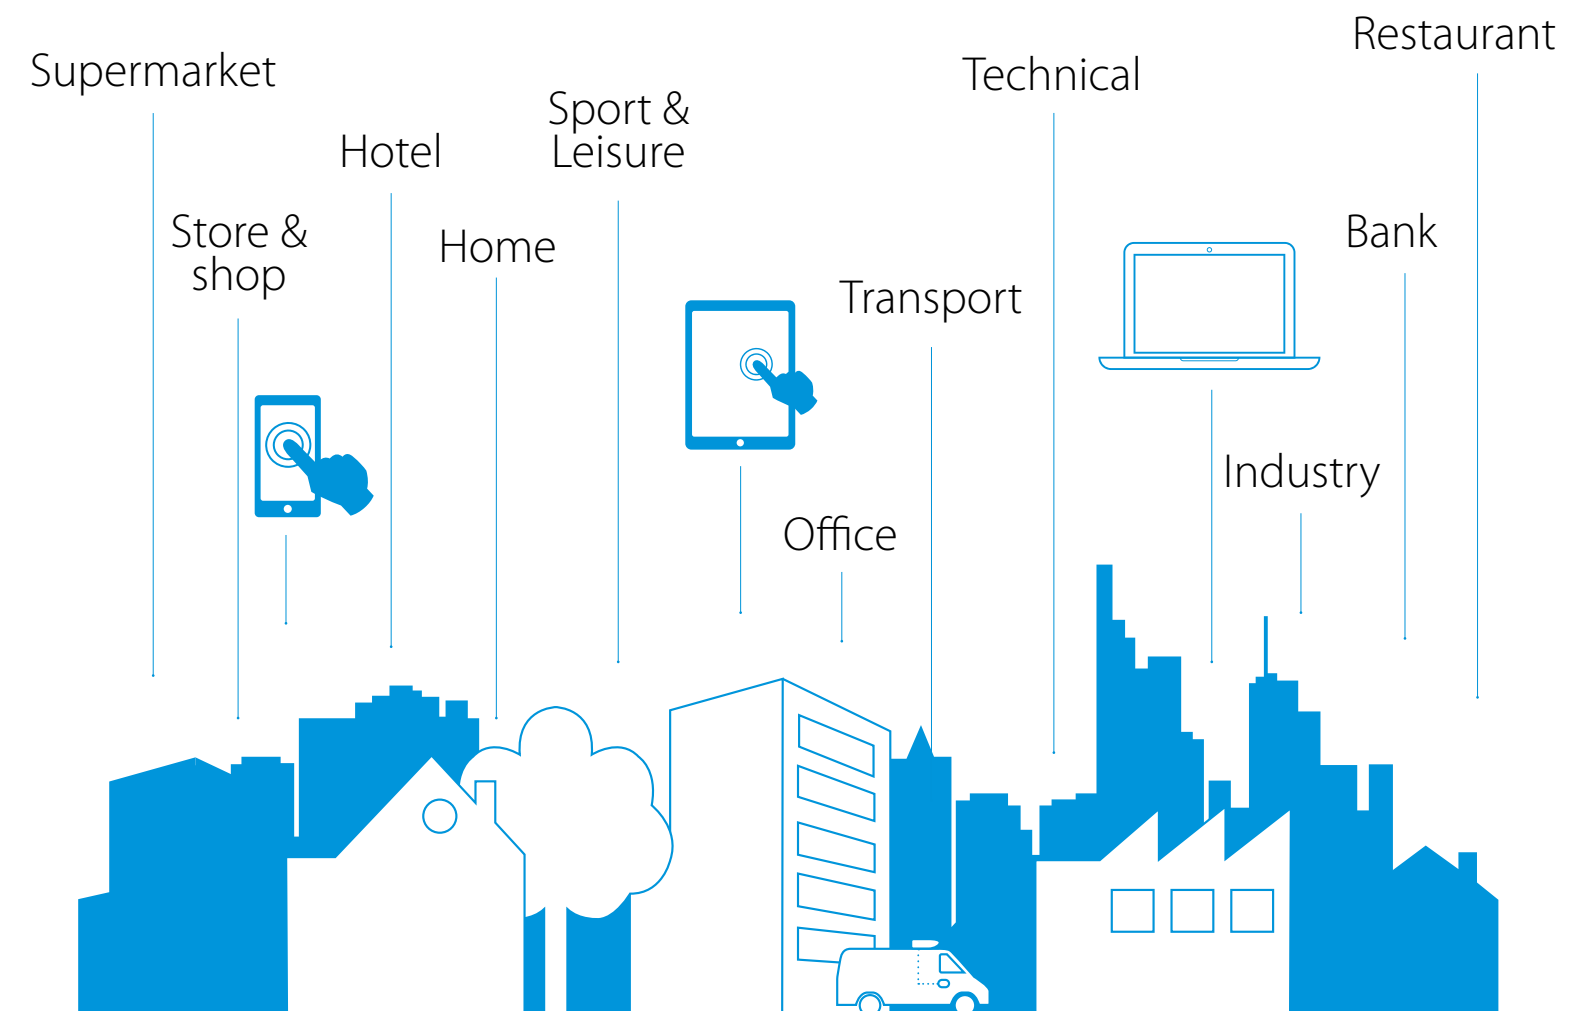 Supermarket
Store &
shop
Hotel
Home
Sport &
Leisure
Office
Transport
Technical
Industry
Bank
Restaurant